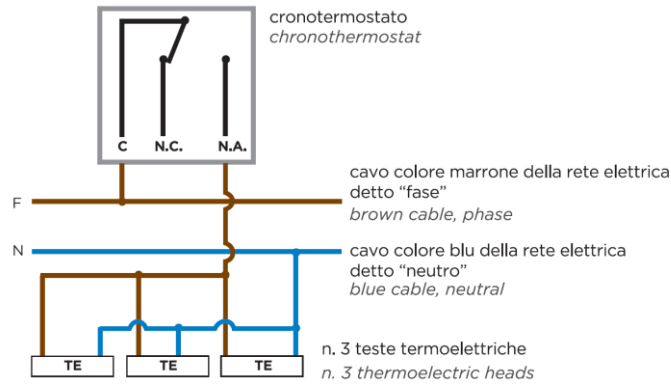 cronotermostato
chronothermostat
C N.C. N.A.
cavo colore marrone della rete elettrica
detto “fase”
brown cable, phase
F
N
cavo colore blu della rete elettrica
detto “neutro”
blue cable, neutral
TE TE TE
n. 3 teste termoelettriche
n. 3 thermoelectric heads